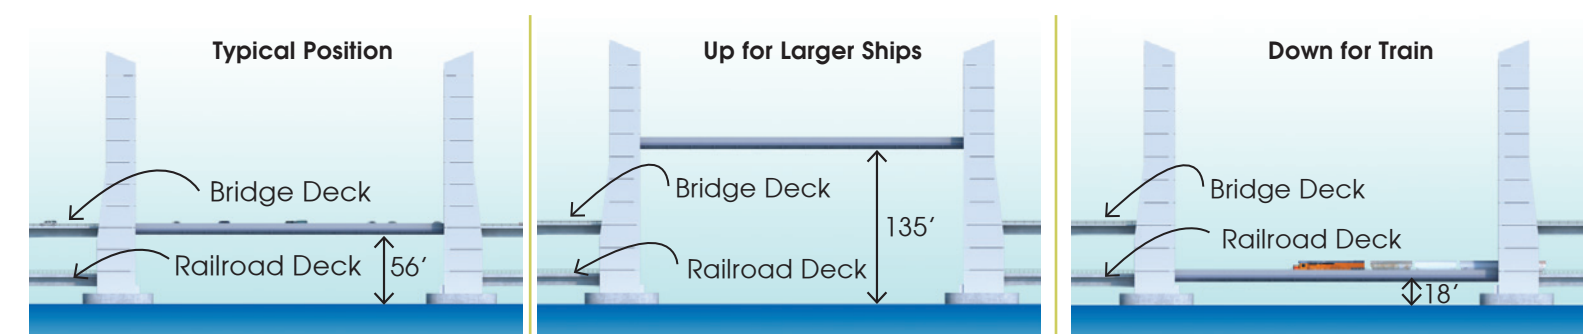 Typical Position
Bridge Deck
Railroad Deck
56’
Up for Larger Ships
Bridge Deck
135’
Railroad Deck
Down for Train
Bridge Deck
Railroad Deck
18’